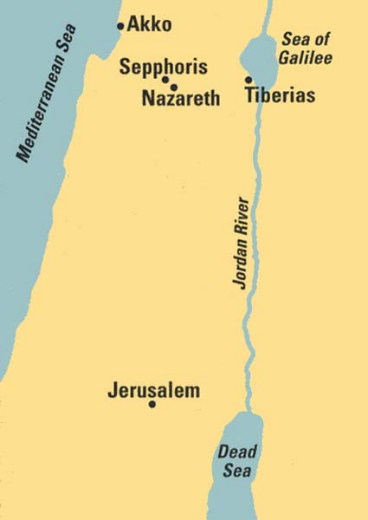 Akko
Mediterranean Sea
Sea of
Galilee
Sepphoris
Nazareth
Tiberias
Jordan River
Jerusalem
Dead
Sea